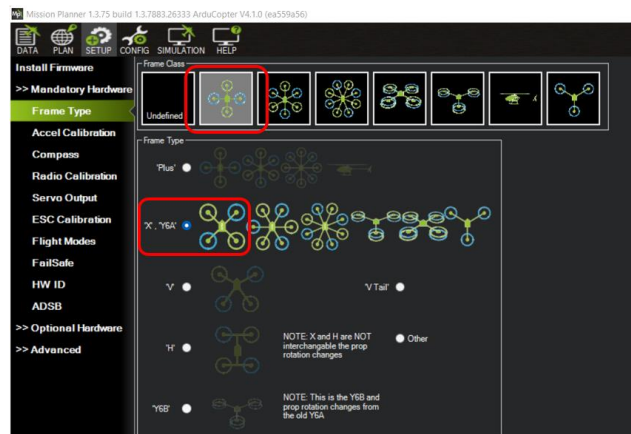 Mission Planner 1.3.75 build 1.3.7883.26333 ArduCopter V4.1.0 (ea559a56)
DATA PLAN SETUP CONFIG SIMULATION HELP
Install Firmware
>> Mandatory Hardware
Frame Type
Accel Calibration
Compass
Radio Calibration
Servo Output
ESC Calibration
Flight Modes
FailSafe
HW ID
ADSB
>> Optional Hardware
>> Advanced
Frame Class
Undefined
Frame Type
'Plus'
'X', 'Y6A'
'V'
'V Tail'
'H'
NOTE: X and H are NOT
interchangable the prop
rotation changes
Other
'Y6B'
NOTE: This is the Y6B and
prop rotation changes from
the old Y6A